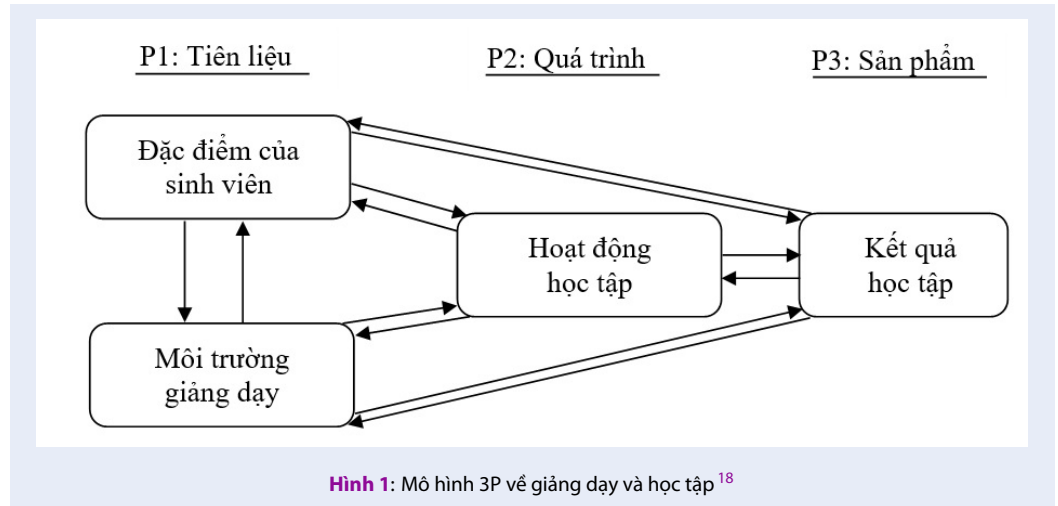 P1: Tiên liệu
P2: Quá trình
P3: Sản phẩm
Đặc điểm của
sinh viên
Hoạt động
học tập
Kết quả
học tập
Môi trường
giảng dạy
Hình 1: Mô hình 3P về giảng dạy và học tập 18